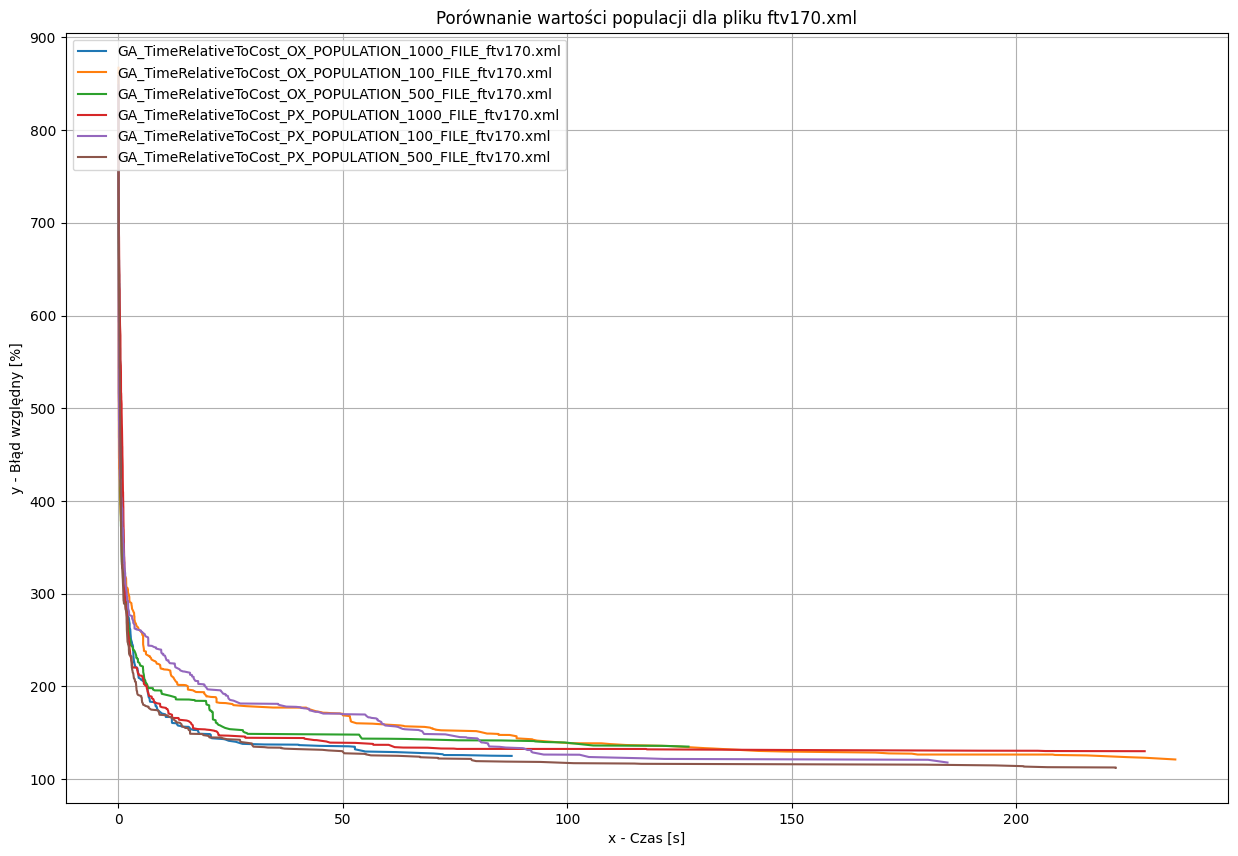 Porównanie wartości populacji dla pliku ftv170.xml
900
800
700
600
500
400
300
200
100
y - Błąd względny [%]
GA_TimeRelativeToCost_OX_POPULATION_1000_FILE_ftv170.xml
GA_TimeRelativeToCost_OX_POPULATION_100_FILE_ftv170.xml
GA_TimeRelativeToCost_OX_POPULATION_500_FILE_ftv170.xml
GA_TimeRelativeToCost_PX_POPULATION_1000_FILE_ftv170.xml
GA_TimeRelativeToCost_PX_POPULATION_100_FILE_ftv170.xml
GA_TimeRelativeToCost_PX_POPULATION_500_FILE_ftv170.xml
0 50 100 150 200
x - Czas [s]